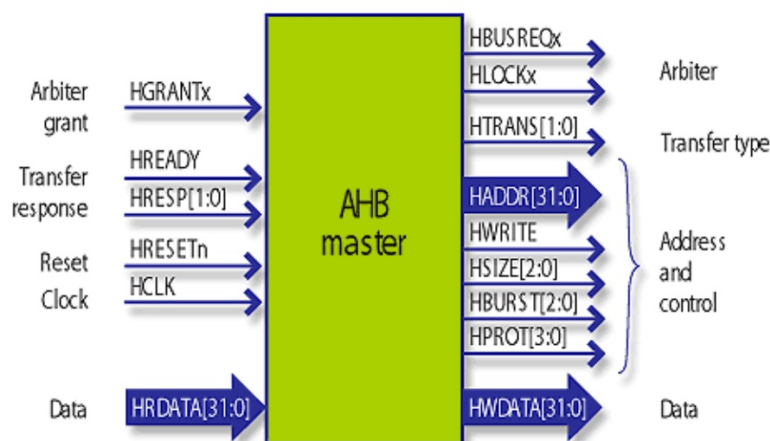 HBUSREQx
HLOCKx
Arbiter
Arbiter
grant
HGRANTx
HTRANS[1:0]
Transfer type
Transfer
response
HREADY
HRESP[1:0]
AHB
master
HADDR[31:0]
HWRITE
HSIZE[2:0]
HBURST[2:0]
HPROT[3:0]
Address
and
control
Reset
HRESETn
Clock
HCLK
Data
HRDATA[31:0]
HWDATA[31:0]
Data